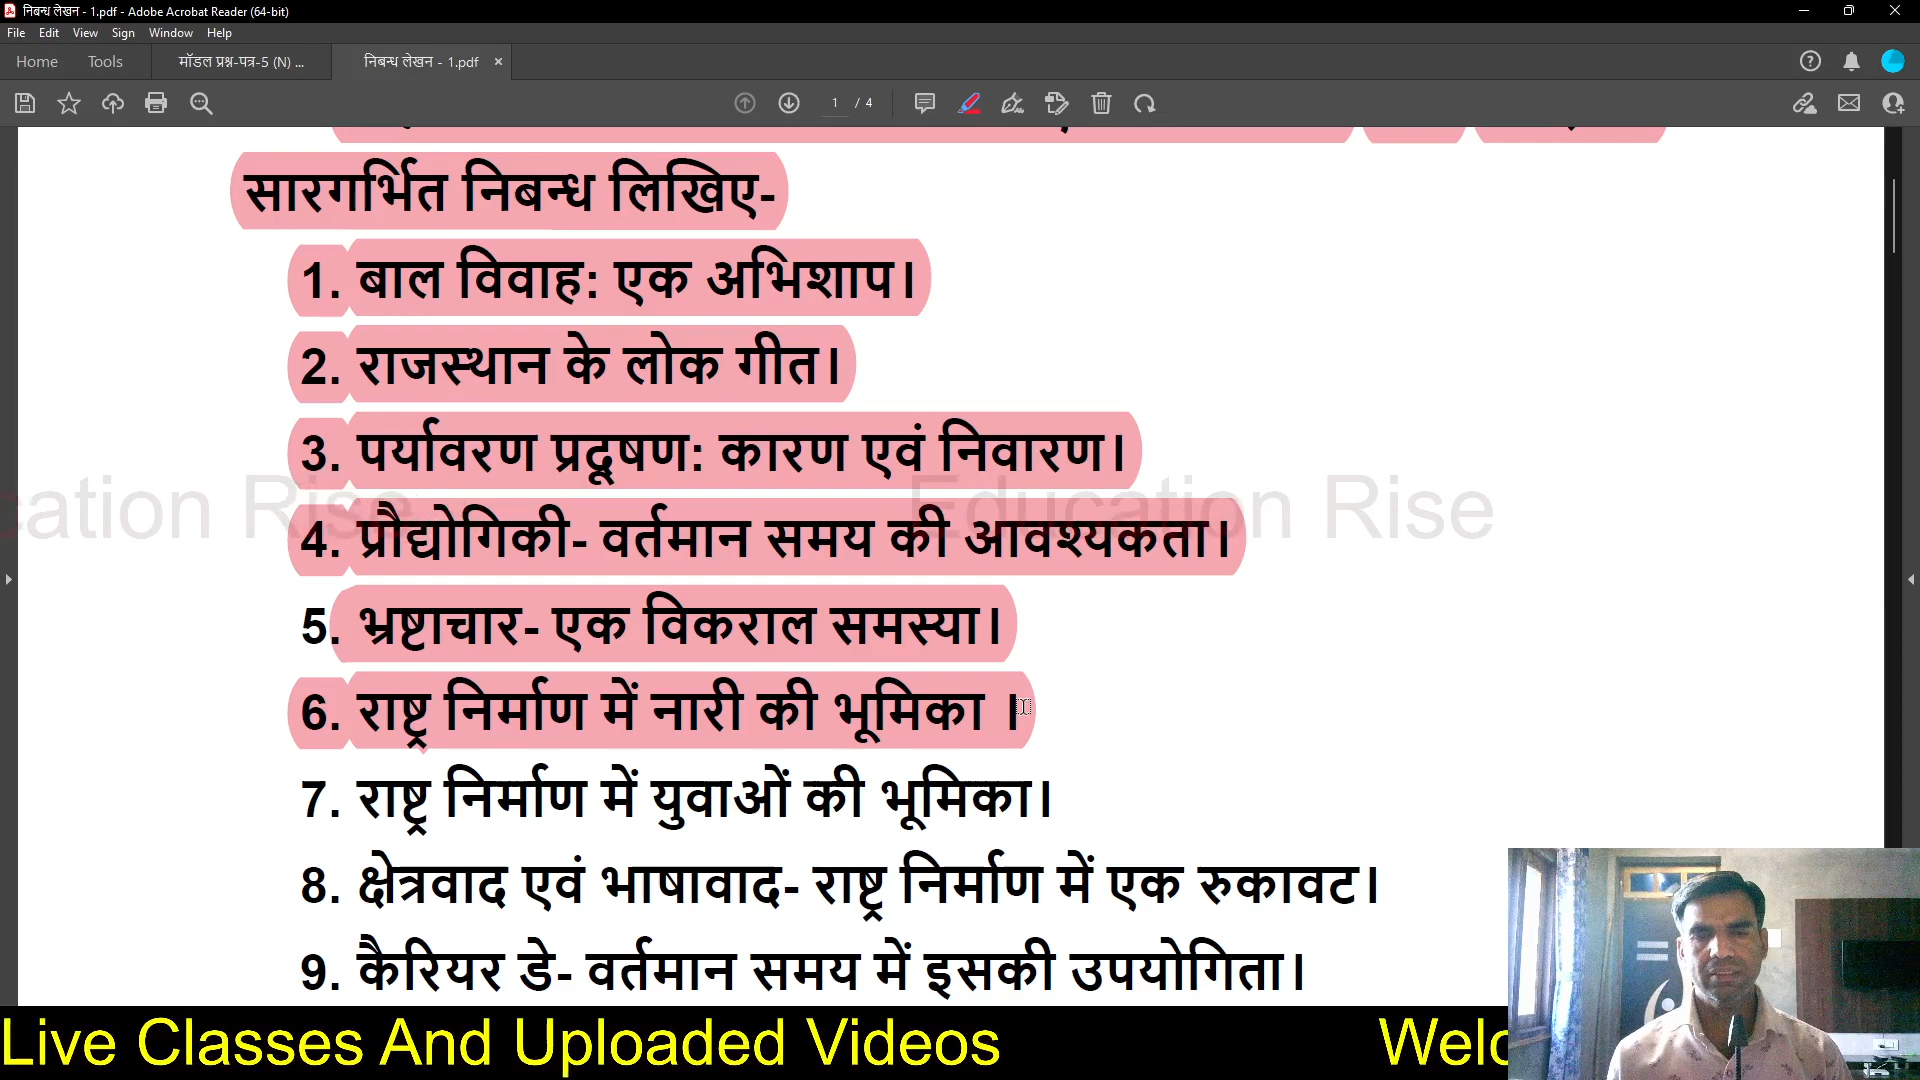 निबन्ध लेखन - 1.pdf - Adobe Acrobat Reader (64-bit)
File Edit View Sign Window Help
Home Tools मॉडल प्रश्न-पत्र-5 (N) ... निबन्ध लेखन - 1.pdf ×
1 / 4
सारगर्भित निबन्ध लिखिए-
1. बाल विवाह: एक अभिशाप।
2. राजस्थान के लोक गीत।
3. पर्यावरण प्रदूषण: कारण एवं निवारण।
cation Rise Education Rise
4. प्रौद्योगिकी- वर्तमान समय की आवश्यकता।
5. भ्रष्टाचार- एक विकराल समस्या।
6. राष्ट्र निर्माण में नारी की भूमिका ।
7. राष्ट्र निर्माण में युवाओं की भूमिका।
8. क्षेत्रवाद एवं भाषावाद- राष्ट्र निर्माण में एक रुकावट।
9. कैरियर डे- वर्तमान समय में इसकी उपयोगिता।
Live Classes And Uploaded Videos Welc